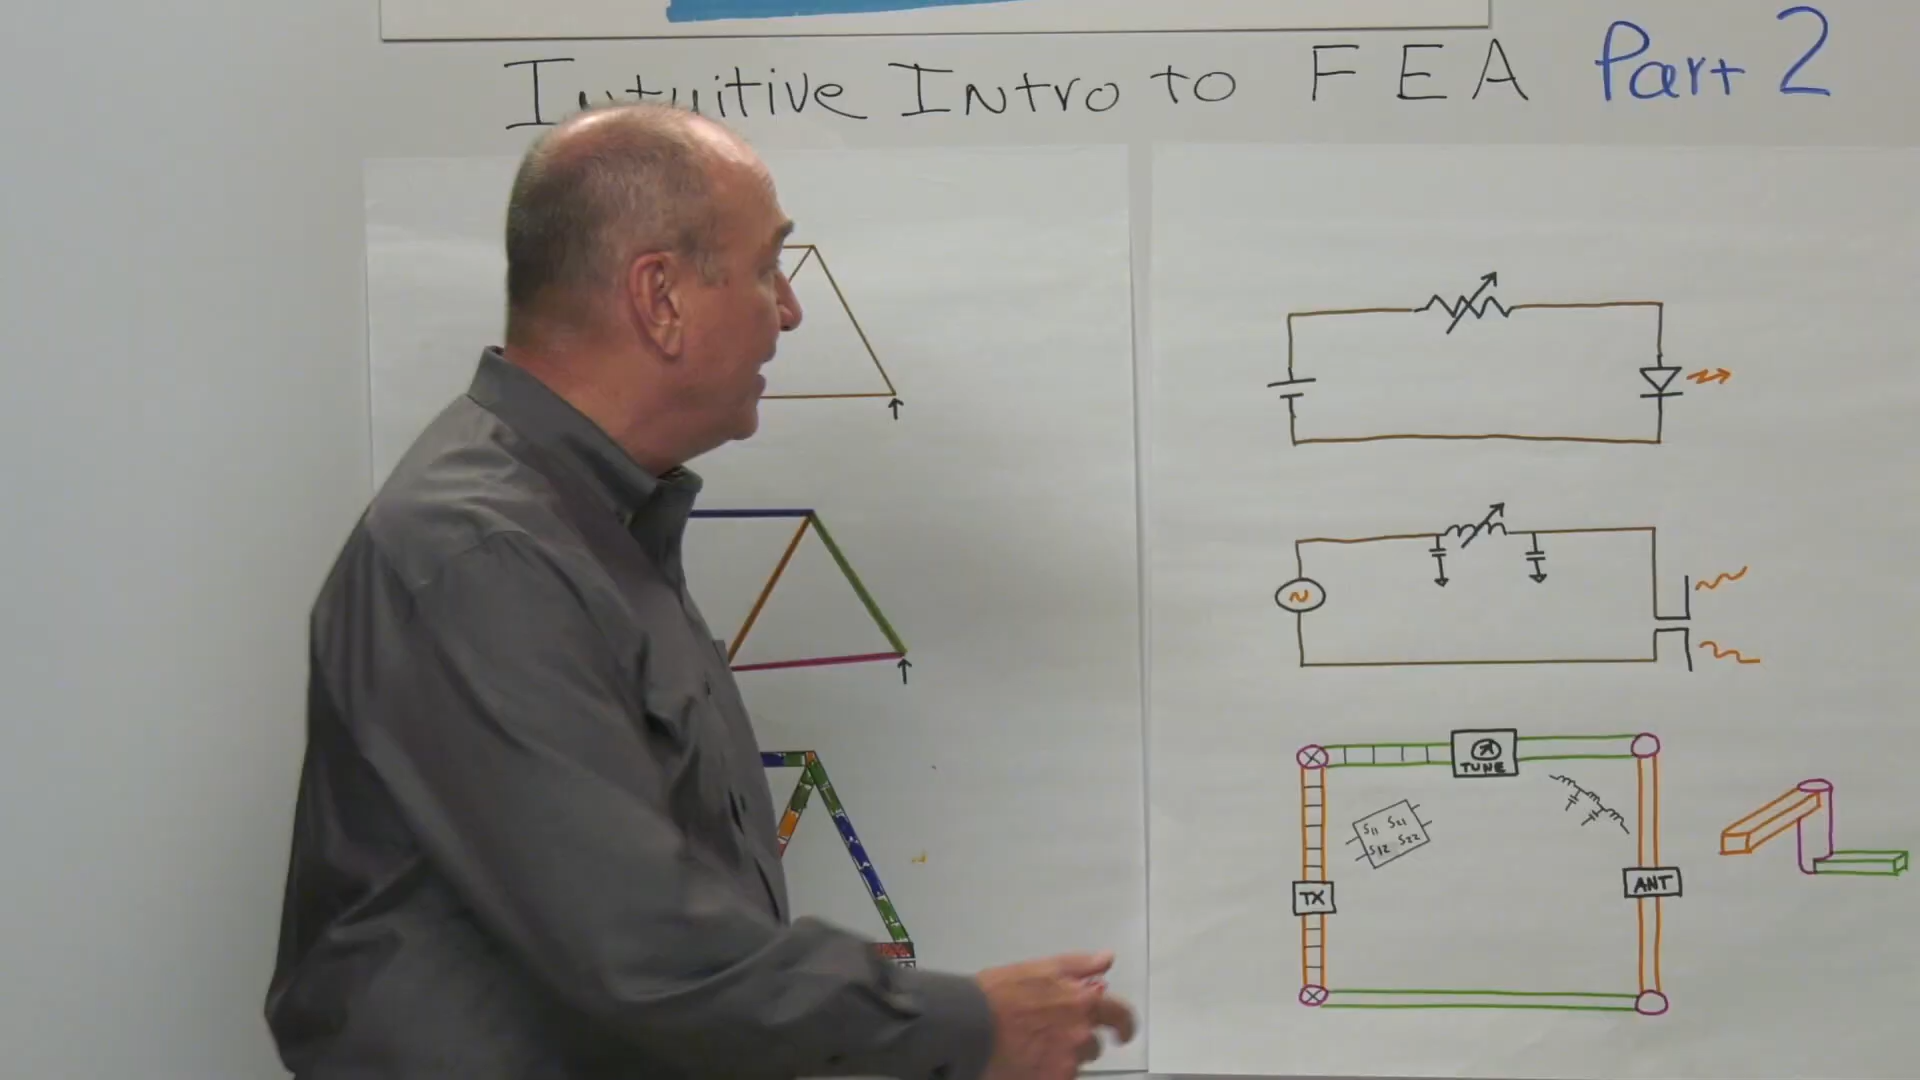 Intuitive Intro to FEA Part 2
TUNE
S11 S21
S12 S22
TX
ANT